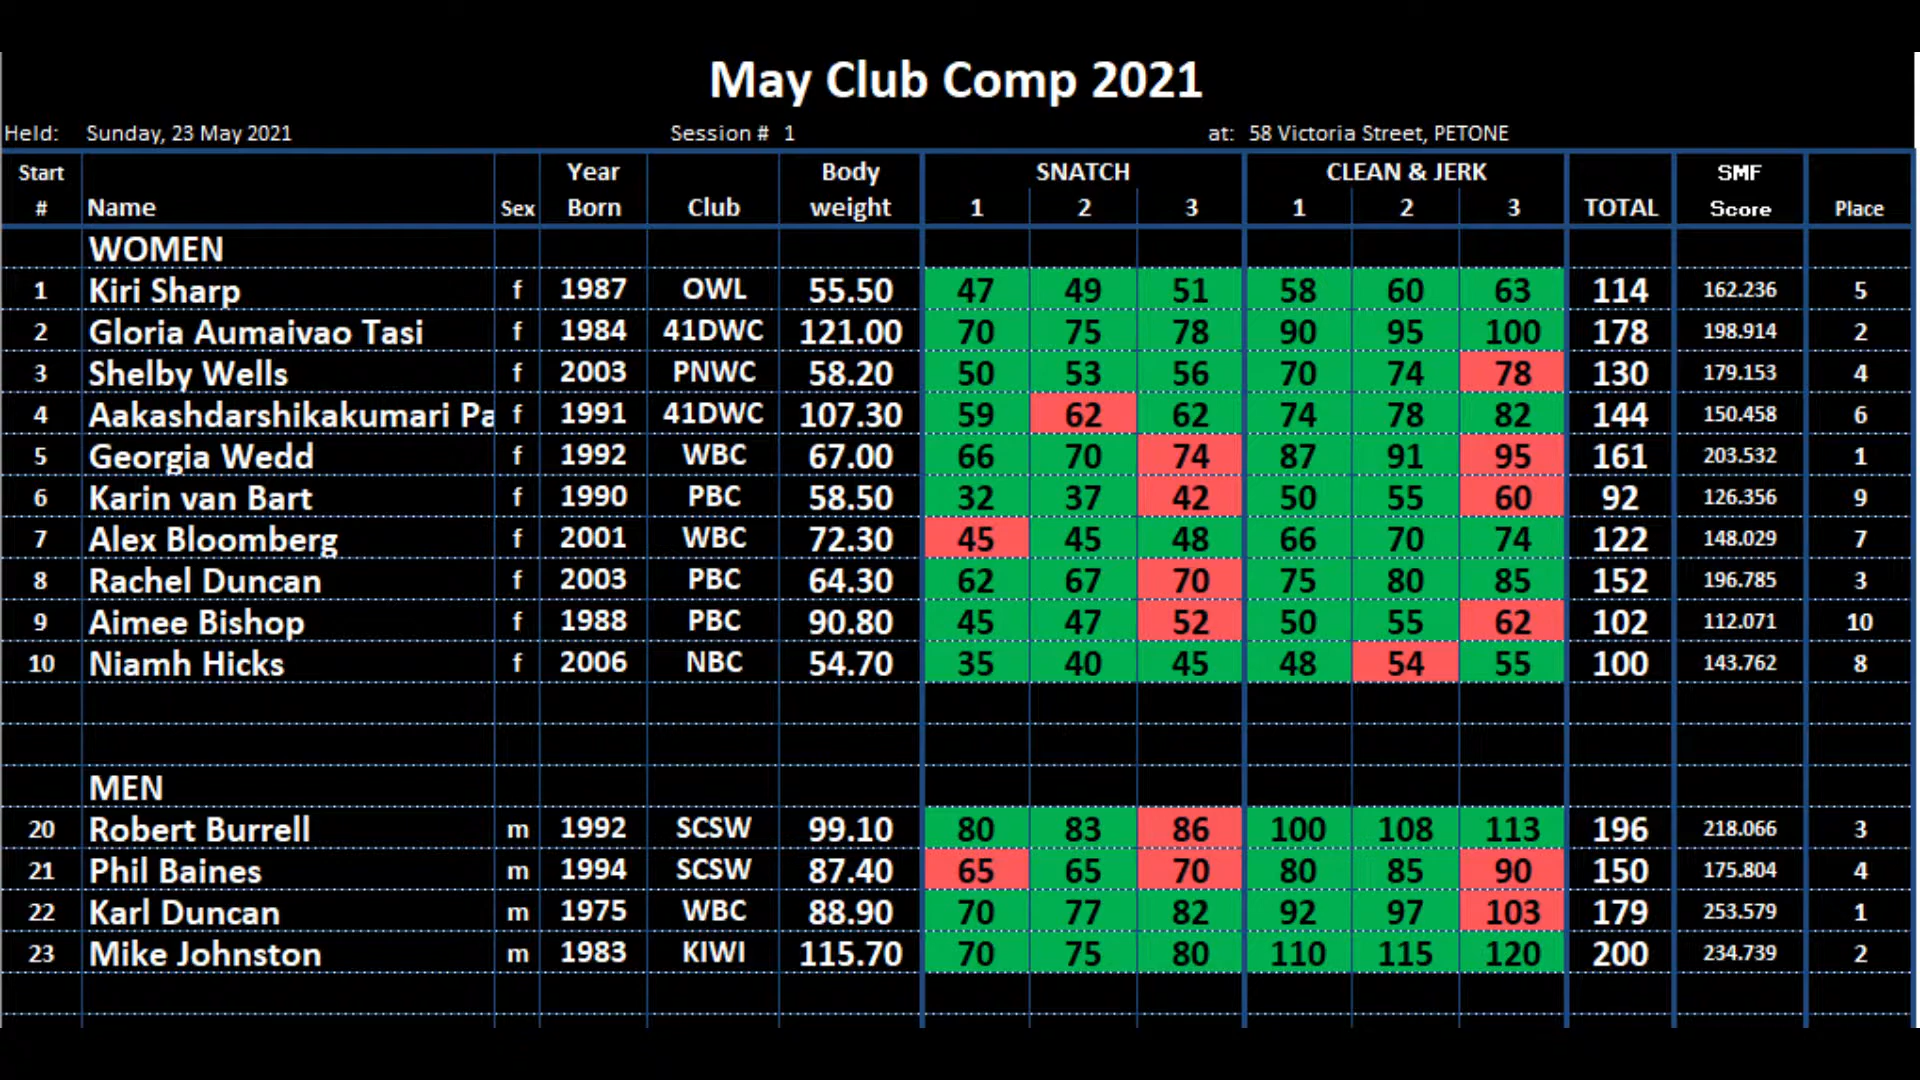 May Club Comp 2021
Held: Sunday, 23 May 2021 Session # 1 at: 58 Victoria Street, PETONE
Start Year Body SNATCH CLEAN & JERK SMF
# Name Sex Born Club weight 1 2 3 1 2 3 TOTAL Score Place
WOMEN
1 Kiri Sharp f 1987 OWL 55.50 47 49 51 58 60 63 114 162.236 5
2 Gloria Aumaivao Tasi f 1984 41DWC 121.00 70 75 78 90 95 100 178 198.914 2
3 Shelby Wells f 2003 PNWC 58.20 50 53 56 70 74 78 130 179.153 4
4 Aakashdarshikakumari Pa f 1991 41DWC 107.30 59 62 62 74 78 82 144 150.458 6
5 Georgia Wedd f 1992 WBC 67.00 66 70 74 87 91 95 161 203.532 1
6 Karin van Bart f 1990 PBC 58.50 32 37 42 50 55 60 92 126.356 9
7 Alex Bloomberg f 2001 WBC 72.30 45 45 48 66 70 74 122 148.029 7
8 Rachel Duncan f 2003 PBC 64.30 62 67 70 75 80 85 152 196.785 3
9 Aimee Bishop f 1988 PBC 90.80 45 47 52 50 55 62 102 112.071 10
10 Niamh Hicks f 2006 NBC 54.70 35 40 45 48 54 55 100 143.762 8
MEN
20 Robert Burrell m 1992 SCSW 99.10 80 83 86 100 108 113 196 218.066 3
21 Phil Baines m 1994 SCSW 87.40 65 65 70 80 85 90 150 175.804 4
22 Karl Duncan m 1975 WBC 88.90 70 77 82 92 97 103 179 253.579 1
23 Mike Johnston m 1983 KIWI 115.70 70 75 80 110 115 120 200 234.739 2